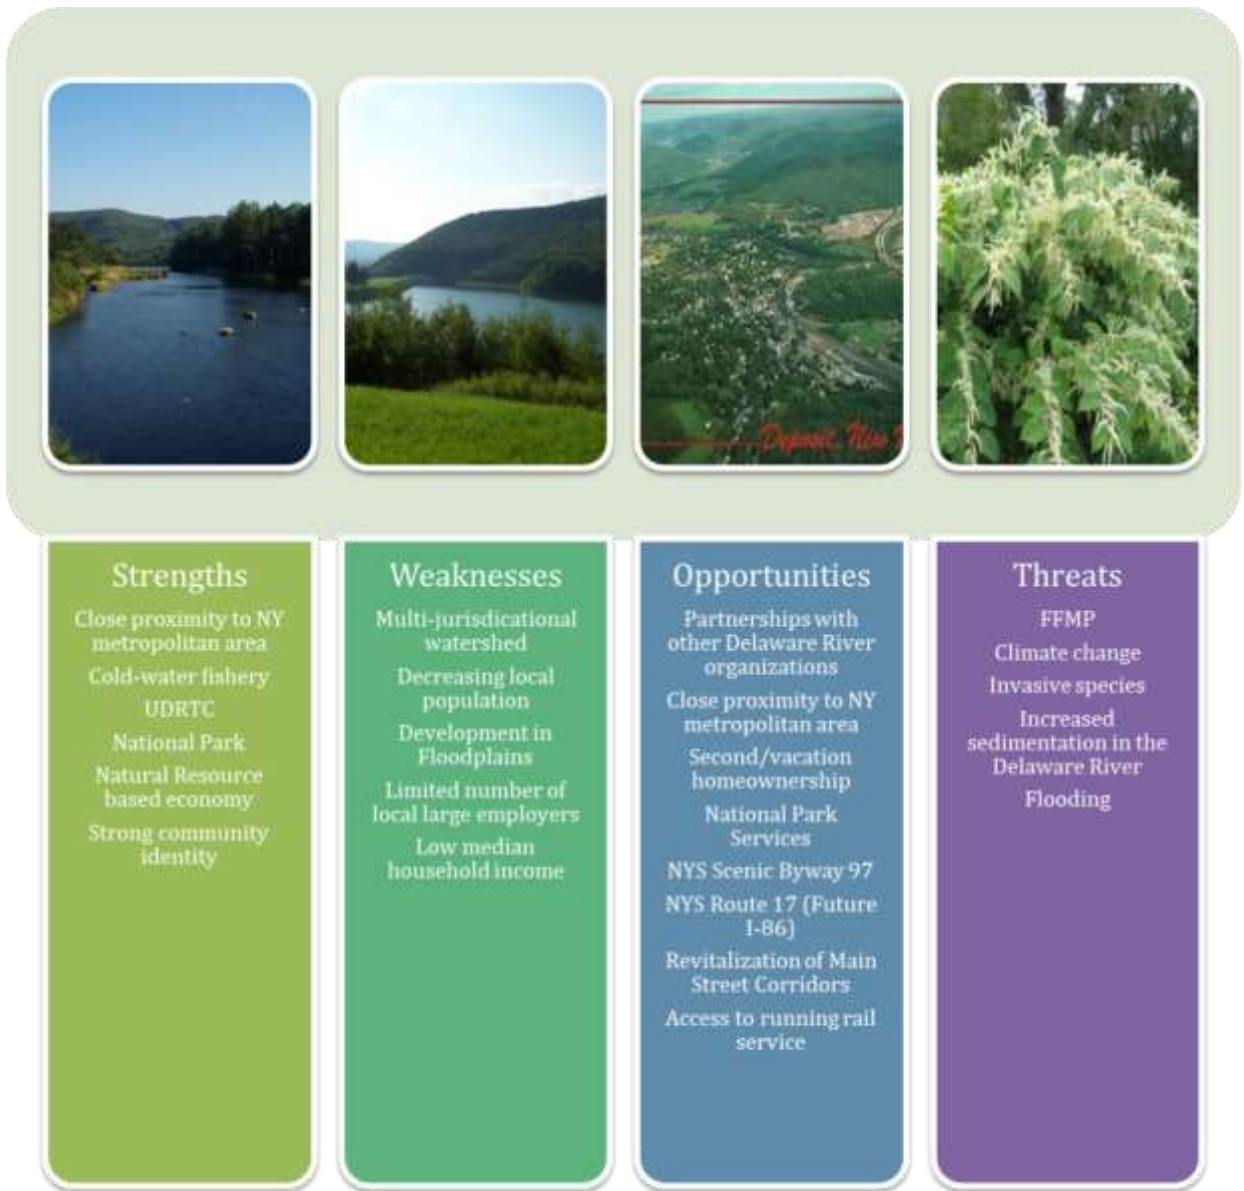 Deposit, New
Strengths
Close proximity to NY
metropolitan area
Cold-water fishery
UDRTC
National Park
Natural Resource
based economy
Strong community
identity
Weaknesses
Multi-jurisdicational
watershed
Decreasing local
population
Development in
Floodplains
Limited number of
local large employers
Low median
household income
Opportunities
Partnerships with
other Delaware River
organizations
Close proximity to NY
metropolitan area
Second/vacation
homeownership
National Park
Services
NYS Scenic Byway 97
NYS Route 17 (Future
I-86)
Revitalization of Main
Street Corridors
Access to running rail
service
Threats
FFMP
Climate change
Invasive species
Increased
sedimentation in the
Delaware River
Flooding